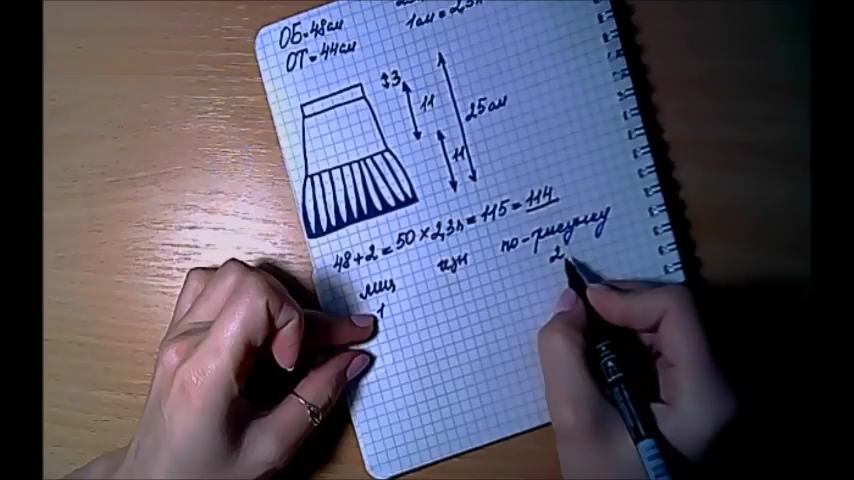 ОБ = 48см
1см = 2,3п
ОТ = 44см
3
11
25см
11
48+2 = 50 × 2,3п = 115 = 114
лиц изн по-рисунку
1 2